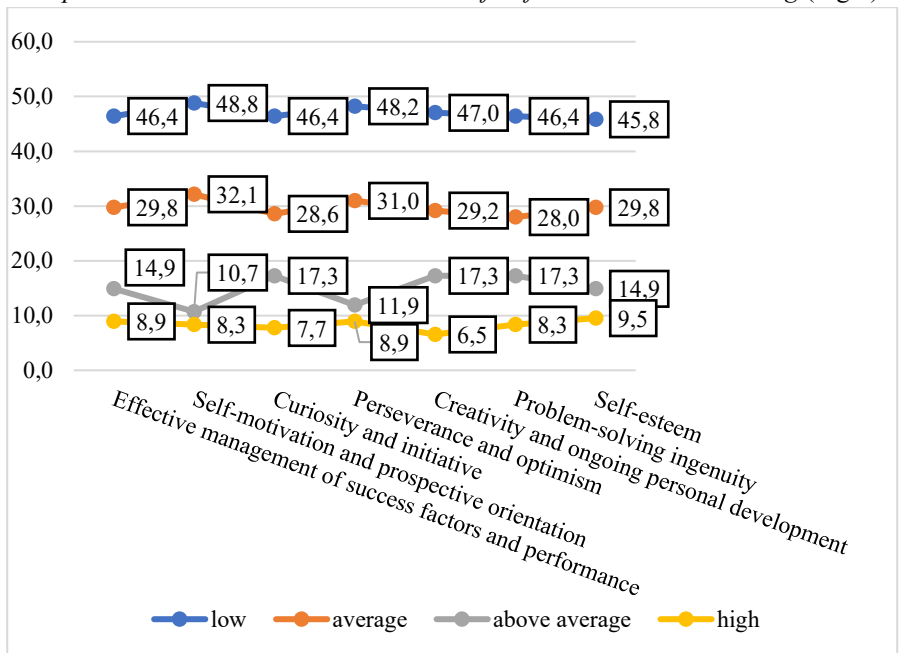 60,0
50,0
40,0
30,0
20,0
10,0
0,0
46,4 48,8 46,4 48,2 47,0 46,4 45,8
29,8 32,1 28,6 31,0 29,2 28,0 29,8
14,9 10,7 17,3 11,9 17,3 17,3 14,9
8,9 8,3 7,7 8,9 6,5 8,3 9,5
Effective management of success factors and performance
Self-motivation and prospective orientation
Curiosity and initiative
Perseverance and optimism
Creativity and ongoing personal development
Problem-solving ingenuity
Self-esteem
low average above average high